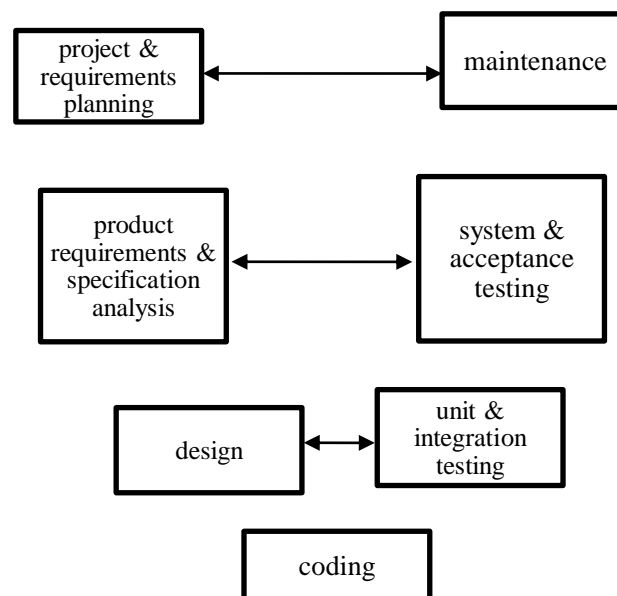 project &
requirements
planning
maintenance
product
requirements &
specification
analysis
system &
acceptance
testing
design
unit &
integration
testing
coding